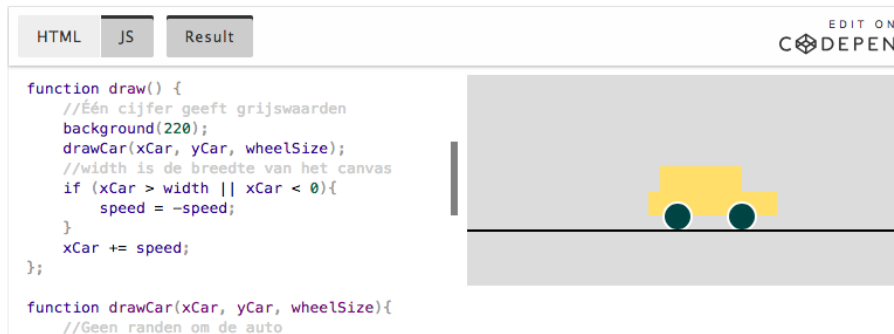 HTML JS Result
EDIT ON
CODEPEN
function draw() {
//Één cijfer geeft grijswaarden
background(220);
drawCar(xCar, yCar, wheelSize);
//width is de breedte van het canvas
if (xCar > width || xCar < 0){
speed = -speed;
}
xCar += speed;
};
function drawCar(xCar, yCar, wheelSize){
//Geen randen om de auto